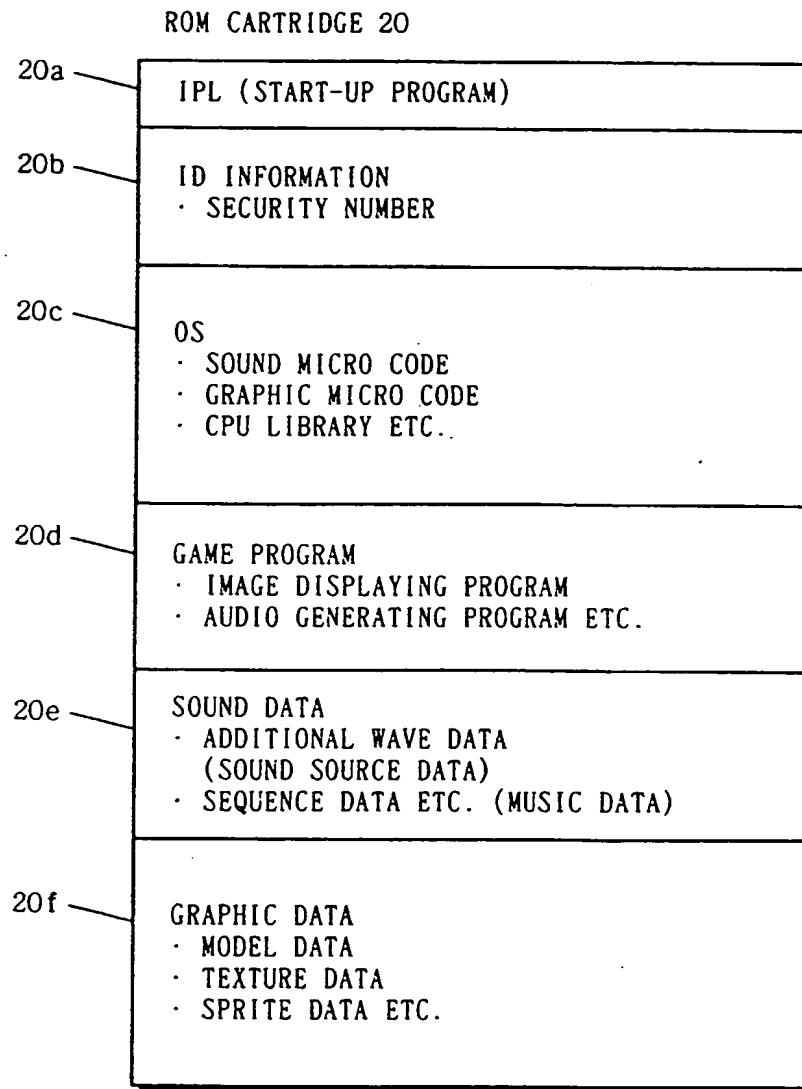 ROM CARTRIDGE 20
20a
IPL (START-UP PROGRAM)
20b
ID INFORMATION
· SECURITY NUMBER
20c
OS
· SOUND MICRO CODE
· GRAPHIC MICRO CODE
· CPU LIBRARY ETC.
20d
GAME PROGRAM
· IMAGE DISPLAYING PROGRAM
· AUDIO GENERATING PROGRAM ETC.
20e
SOUND DATA
· ADDITIONAL WAVE DATA
(SOUND SOURCE DATA)
· SEQUENCE DATA ETC. (MUSIC DATA)
20f
GRAPHIC DATA
· MODEL DATA
· TEXTURE DATA
· SPRITE DATA ETC.